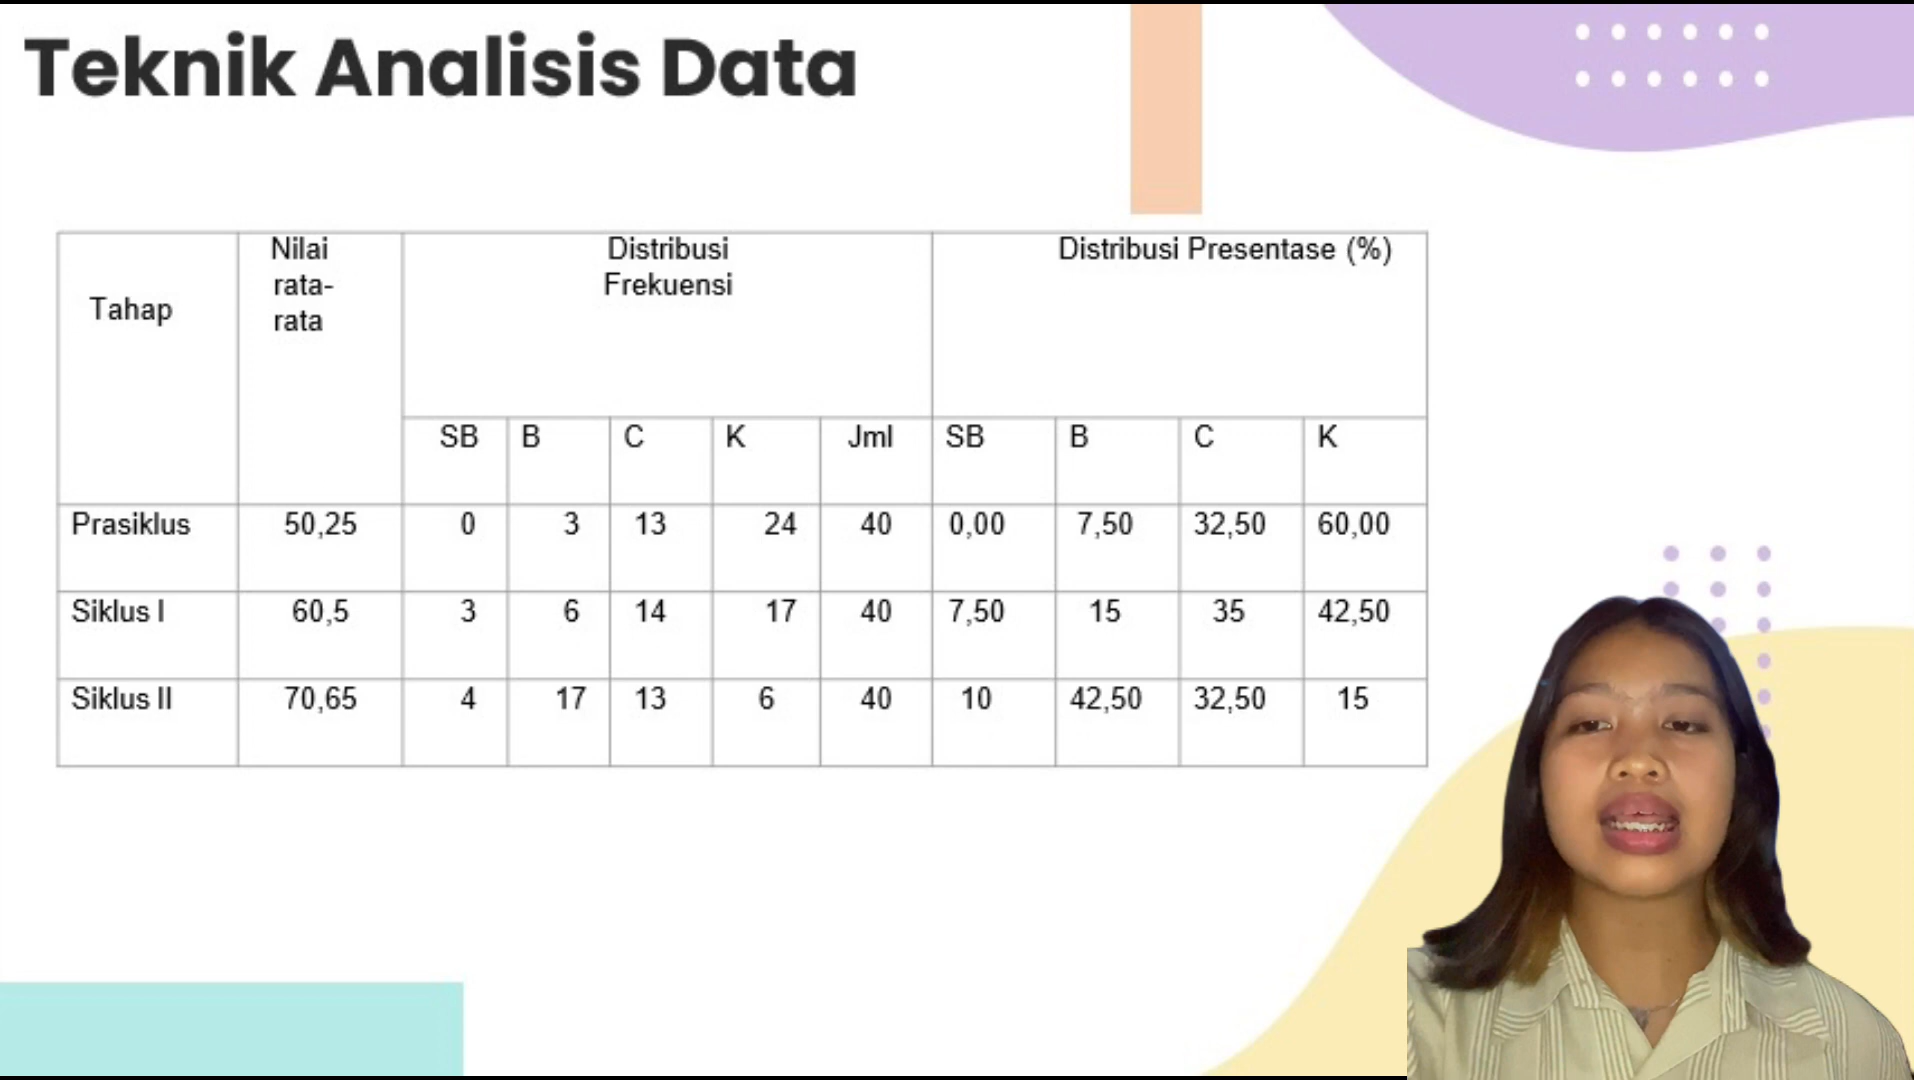 Teknik Analisis Data
Tahap
Nilai
rata-
rata
Distribusi
Frekuensi
Distribusi Presentase (%)
SB B C K Jml SB B C K
Prasiklus 50,25 0 3 13 24 40 0,00 7,50 32,50 60,00
Siklus I 60,5 3 6 14 17 40 7,50 15 35 42,50
Siklus II 70,65 4 17 13 6 40 10 42,50 32,50 15